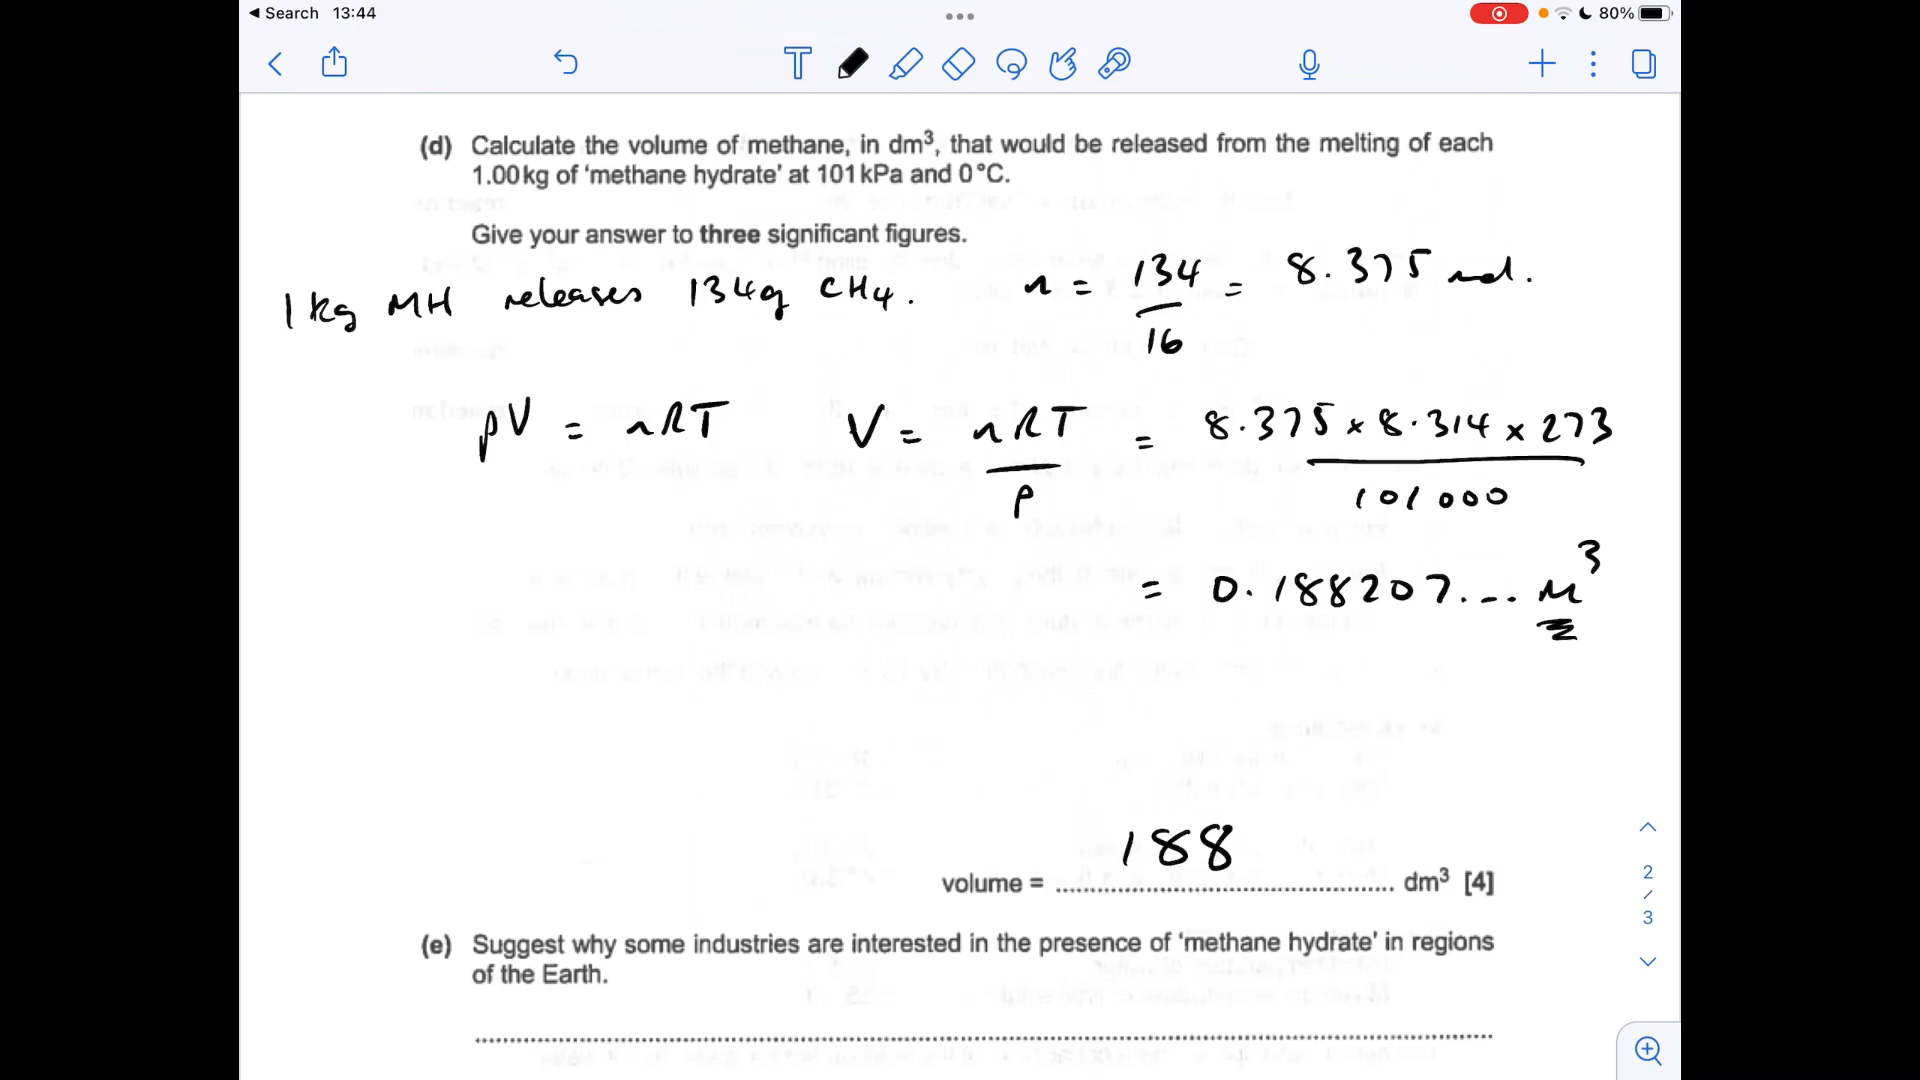 Search 13:44
80%
(d) Calculate the volume of methane, in dm³, that would be released from the melting of each
1.00 kg of ‘methane hydrate’ at 101 kPa and 0 °C.
Give your answer to three significant figures.
1 kg MH releases 134g CH4. n = 134/16 = 8.375 mol.
pV = nRT V = nRT/p = 8.375 × 8.314 × 273 / 101000
= 0.188207... m³
188
volume = .................................................... dm³ [4]
(e) Suggest why some industries are interested in the presence of ‘methane hydrate’ in regions
of the Earth.
2
/
3